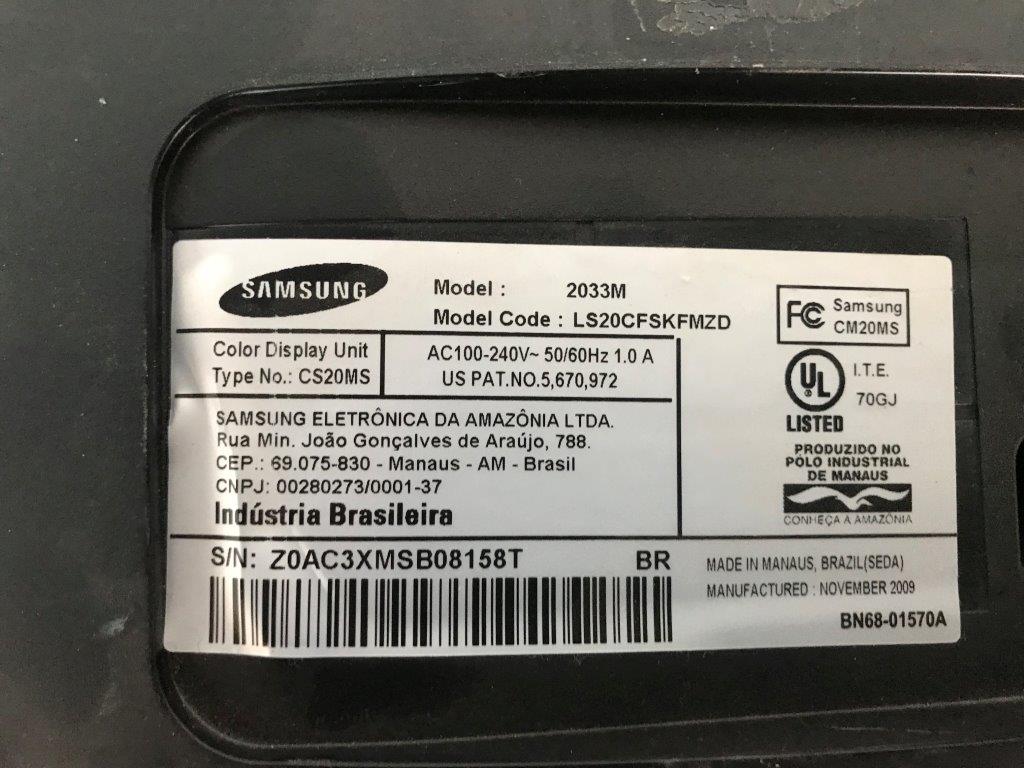 SAMSUNG
Model : 2033M
Model Code : LS20CFSKFMZD
FC Samsung
CM20MS
Color Display Unit
Type No.: CS20MS
AC100-240V~ 50/60Hz 1.0 A
US PAT.NO.5,670,972
UL
LISTED
I.T.E.
70GJ
SAMSUNG ELETRÔNICA DA AMAZÔNIA LTDA.
Rua Min. João Gonçalves de Araújo, 788.
CEP.: 69.075-830 - Manaus - AM - Brasil
CNPJ: 00280273/0001-37
Indústria Brasileira
PRODUZIDO NO
PÓLO INDUSTRIAL
DE MANAUS
CONHEÇA A AMAZÔNIA
S/N: Z0AC3XMSB08158T BR
MADE IN MANAUS, BRAZIL(SEDA)
MANUFACTURED : NOVEMBER 2009
BN68-01570A